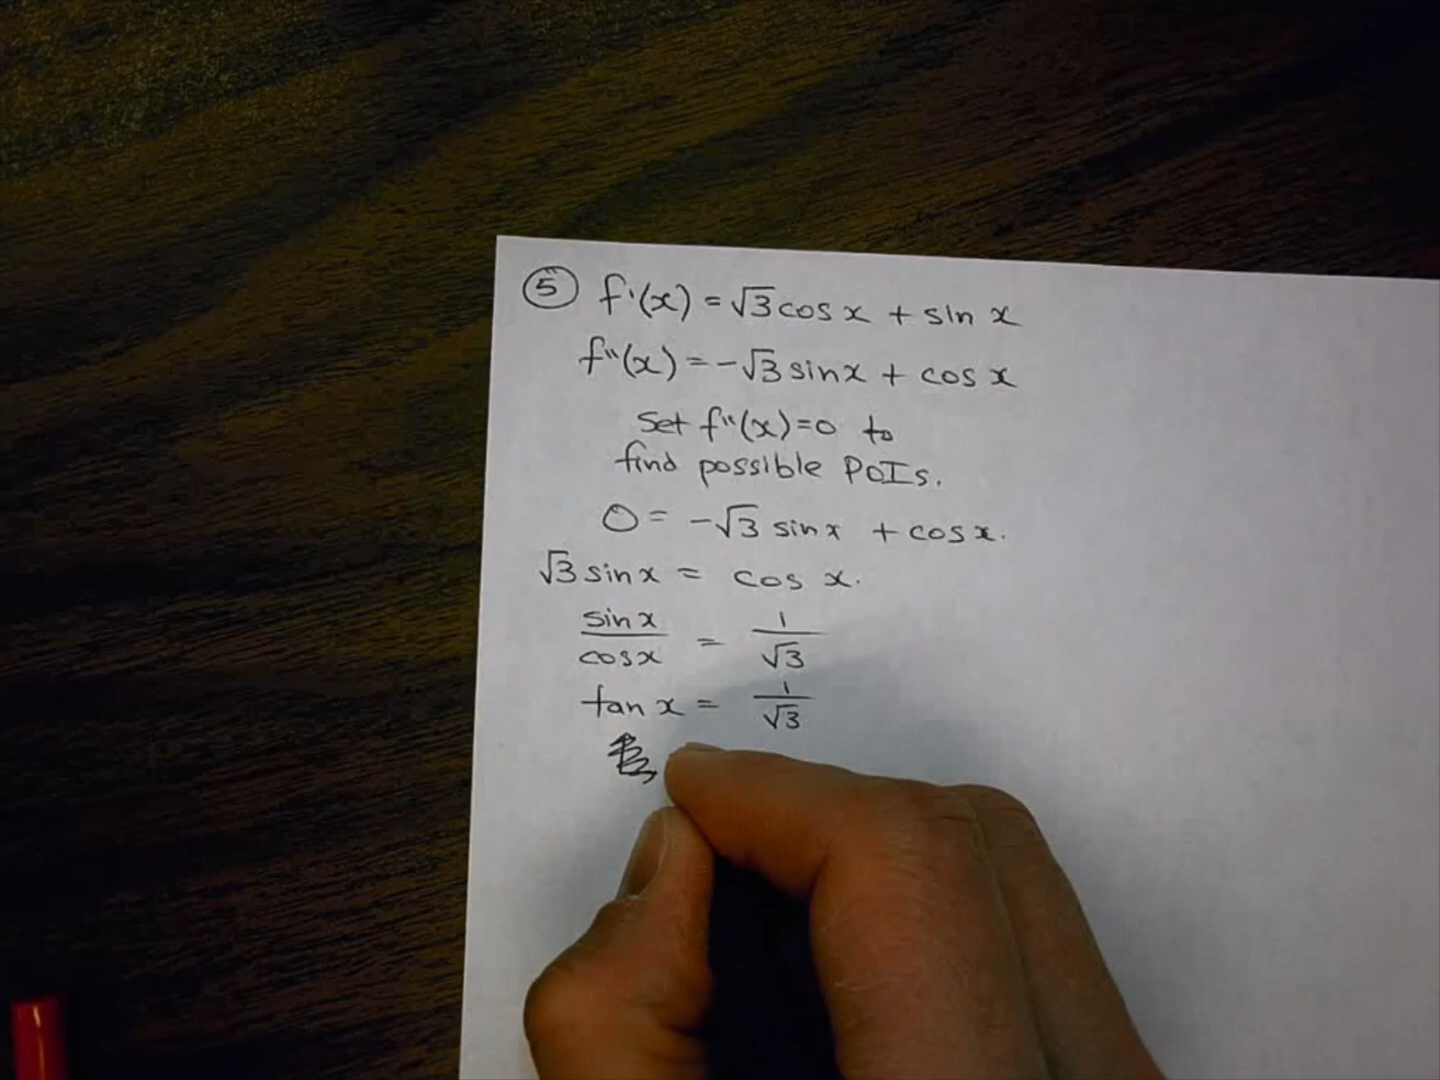 ⑤ f'(x) = √3 cos x + sin x
f''(x) = -√3 sin x + cos x
Set f''(x)=0 to
find possible POIs.
0 = -√3 sin x + cos x.
√3 sin x = cos x.
sin x / cos x = 1/√3
tan x = 1/√3